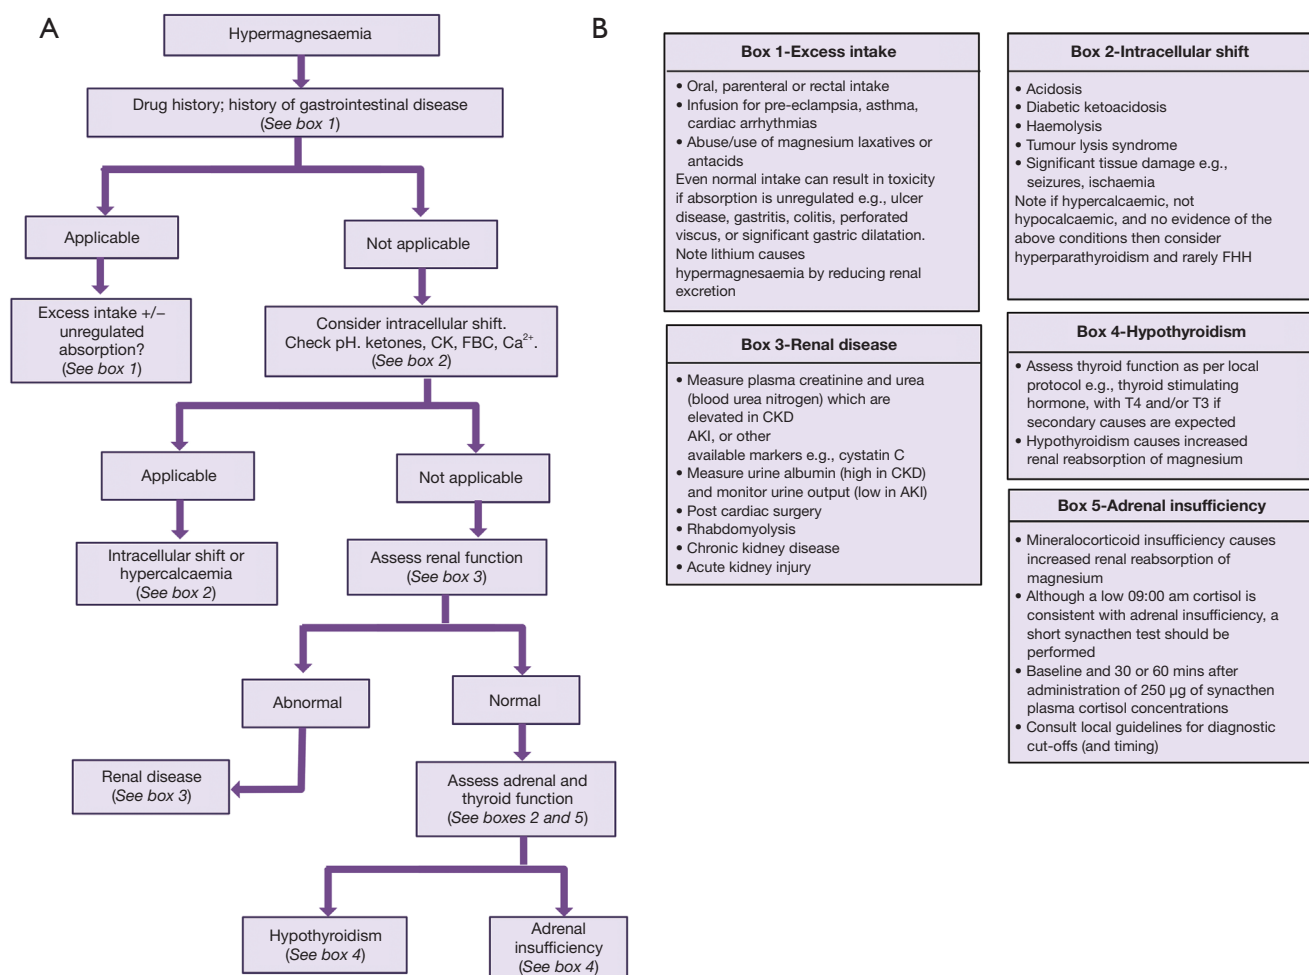 A
Hypermagnesaemia
Drug history; history of gastrointestinal disease
(See box 1)
Applicable
Not applicable
Excess intake +/−
unregulated
absorption?
(See box 1)
Consider intracellular shift.
Check pH. ketones, CK, FBC, Ca²⁺.
(See box 2)
Applicable
Not applicable
Intracellular shift or
hypercalcaemia
(See box 2)
Assess renal function
(See box 3)
Abnormal
Normal
Renal disease
(See box 3)
Assess adrenal and
thyroid function
(See boxes 2 and 5)
Hypothyroidism
(See box 4)
Adrenal
insufficiency
(See box 4)
B
Box 1-Excess intake
• Oral, parenteral or rectal intake
• Infusion for pre-eclampsia, asthma,
cardiac arrhythmias
• Abuse/use of magnesium laxatives or
antacids
Even normal intake can result in toxicity
if absorption is unregulated e.g., ulcer
disease, gastritis, colitis, perforated
viscus, or significant gastric dilatation.
Note lithium causes
hypermagnesaemia by reducing renal
excretion
Box 2-Intracellular shift
• Acidosis
• Diabetic ketoacidosis
• Haemolysis
• Tumour lysis syndrome
• Significant tissue damage e.g.,
seizures, ischaemia
Note if hypercalcaemic, not
hypocalcaemic, and no evidence of the
above conditions then consider
hyperparathyroidism and rarely FHH
Box 3-Renal disease
• Measure plasma creatinine and urea
(blood urea nitrogen) which are
elevated in CKD
AKI, or other
available markers e.g., cystatin C
• Measure urine albumin (high in CKD)
and monitor urine output (low in AKI)
• Post cardiac surgery
• Rhabdomyolysis
• Chronic kidney disease
• Acute kidney injury
Box 4-Hypothyroidism
• Assess thyroid function as per local
protocol e.g., thyroid stimulating
hormone, with T4 and/or T3 if
secondary causes are expected
• Hypothyroidism causes increased
renal reabsorption of magnesium
Box 5-Adrenal insufficiency
• Mineralocorticoid insufficiency causes
increased renal reabsorption of
magnesium
• Although a low 09:00 am cortisol is
consistent with adrenal insufficiency, a
short synacthen test should be
performed
• Baseline and 30 or 60 mins after
administration of 250 µg of synacthen
plasma cortisol concentrations
• Consult local guidelines for diagnostic
cut-offs (and timing)